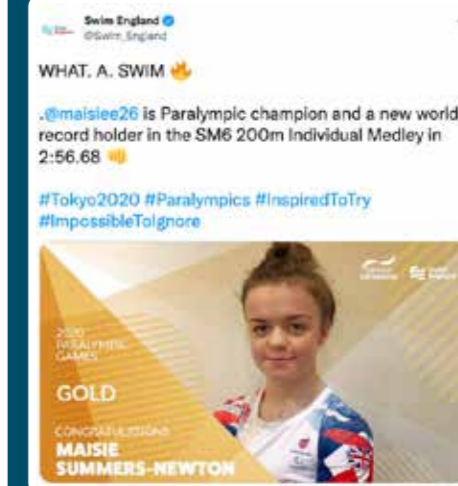 Swim England
@Swim_England
WHAT. A. SWIM 🔥
.@maislee26 is Paralympic champion and a new world
record holder in the SM6 200m Individual Medley in
2:56.68 👊
#Tokyo2020 #Paralympics #InspiredToTry
#ImpossibleToIgnore
2020
PARALYMPIC
GAMES
GOLD
CONGRATULATIONS
MAISIE
SUMMERS-NEWTON